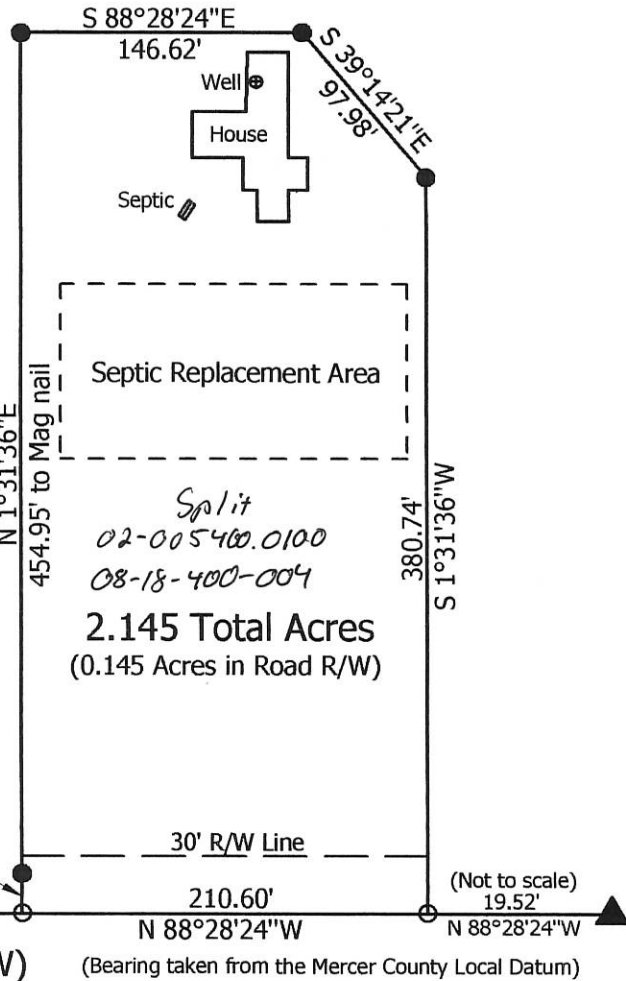 S 88°28'24"E
146.62'
S 39°14'21"E
97.98'
Well
House
Septic
Septic Replacement Area
N 1°31'36"E
454.95' to Mag nail
380.74'
S 1°31'36"W
Split
02-005400.0100
08-18-400-004
2.145 Total Acres
(0.145 Acres in Road R/W)
30' R/W Line
210.60'
N 88°28'24"W
(Not to scale)
19.52'
N 88°28'24"W
(Bearing taken from the Mercer County Local Datum)